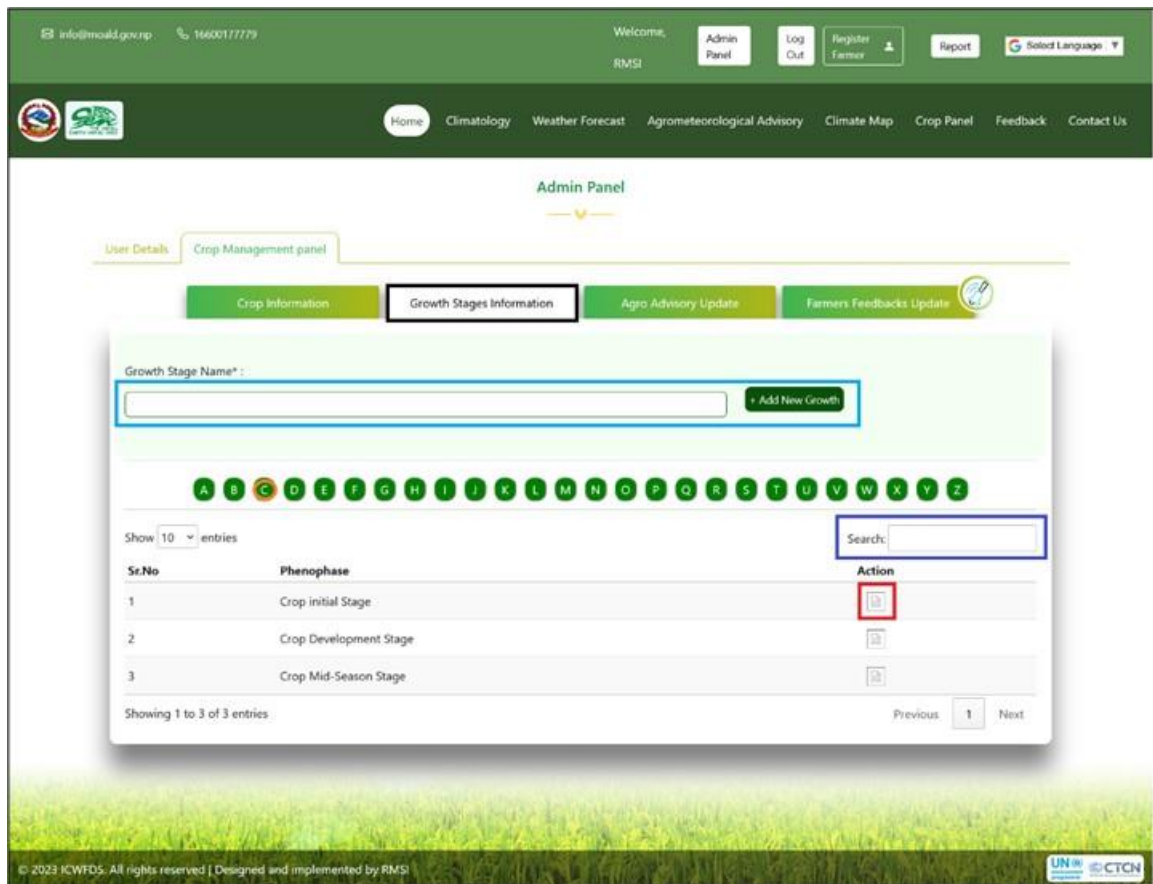 info@moald.gov.np 16600177779 Welcome, RMSI Admin Panel Log Out Register Farmer Report Select Language ▼
Home Climatology Weather Forecast Agrometeorological Advisory Climate Map Crop Panel Feedback Contact Us
Admin Panel
User Details Crop Management panel
Crop Information Growth Stages Information Agro Advisory Update Farmers Feedbacks Update
Growth Stage Name* :
+ Add New Growth
A B C D E F G H I J K L M N O P Q R S T U V W X Y Z
Show 10 entries Search:
Sr.No Phenophase Action
1 Crop initial Stage
2 Crop Development Stage
3 Crop Mid-Season Stage
Showing 1 to 3 of 3 entries Previous 1 Next
© 2023 ICWFDS. All rights reserved | Designed and implemented by RMSI UN CTCN